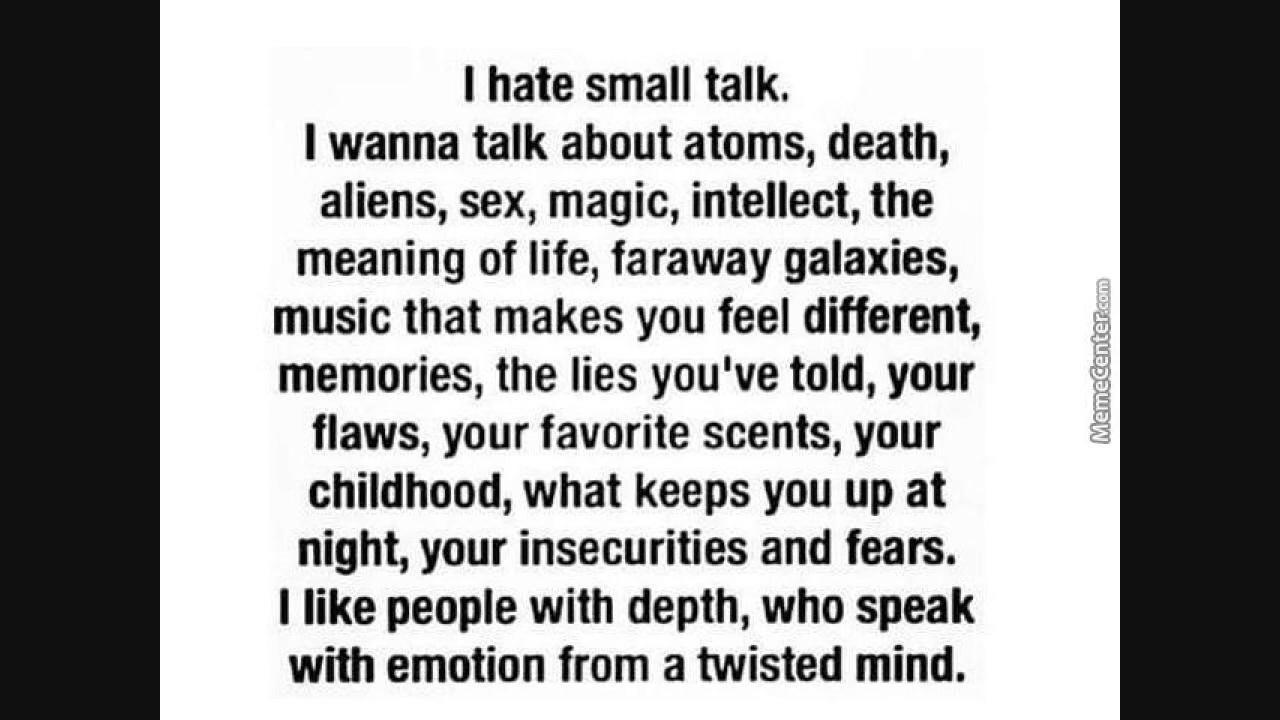 I hate small talk.
I wanna talk about atoms, death,
aliens, sex, magic, intellect, the
meaning of life, faraway galaxies,
music that makes you feel different,
memories, the lies you've told, your
flaws, your favorite scents, your
childhood, what keeps you up at
night, your insecurities and fears.
I like people with depth, who speak
with emotion from a twisted mind.
MemeCenter.com